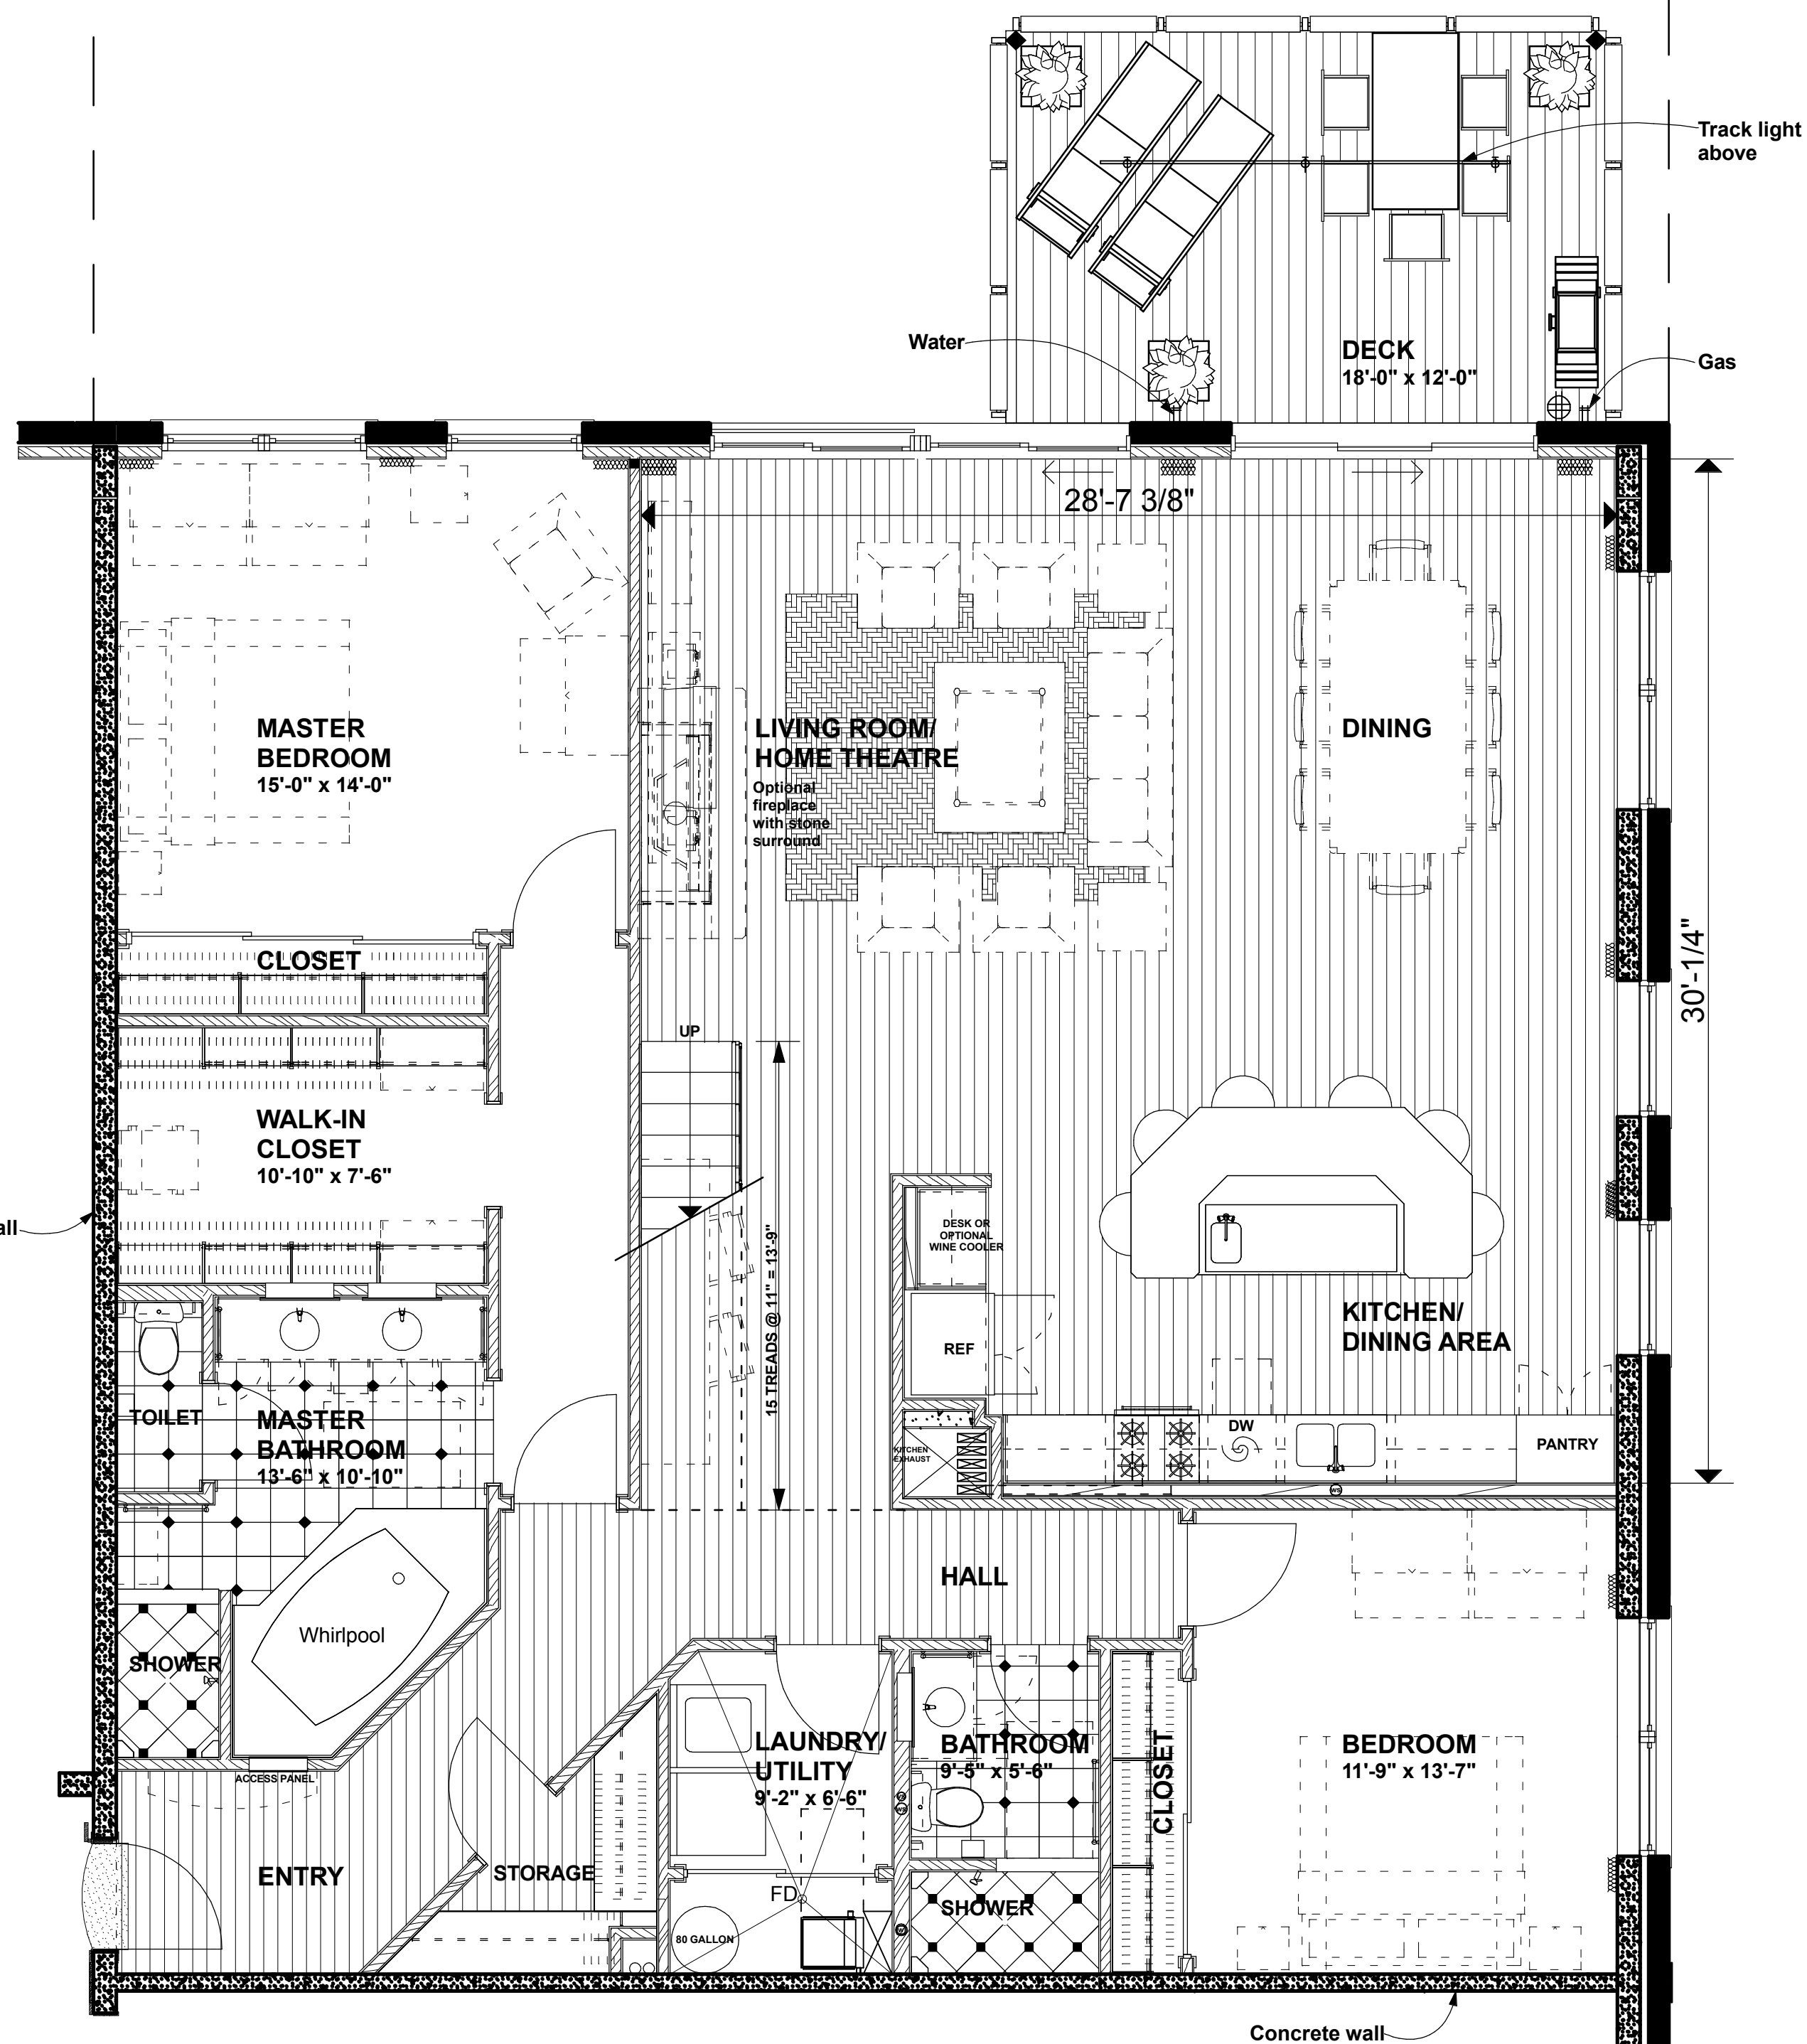 Track light
above
Water
DECK
18'-0" x 12'-0"
Gas
28'-7 3/8"
MASTER
BEDROOM
15'-0" x 14'-0"
LIVING ROOM/
HOME THEATRE
Optional
fireplace
with stone
surround
DINING
30'-1/4"
CLOSET
UP
WALK-IN
CLOSET
10'-10" x 7'-6"
all
DESK OR
OPTIONAL
WINE COOLER
15 TREADS @ 11" = 13'-9"
REF
KITCHEN/
DINING AREA
TOILET
MASTER
BATHROOM
13'-6" x 10'-10"
KITCHEN
EXHAUST
DW
PANTRY
WS
HALL
Whirlpool
SHOWER
ACCESS PANEL
LAUNDRY/
UTILITY
9'-2" x 6'-6"
BATHROOM
9'-5" x 5'-6"
CLOSET
BEDROOM
11'-9" x 13'-7"
WS
ENTRY
STORAGE
FD
SHOWER
80 GALLON
Concrete wall